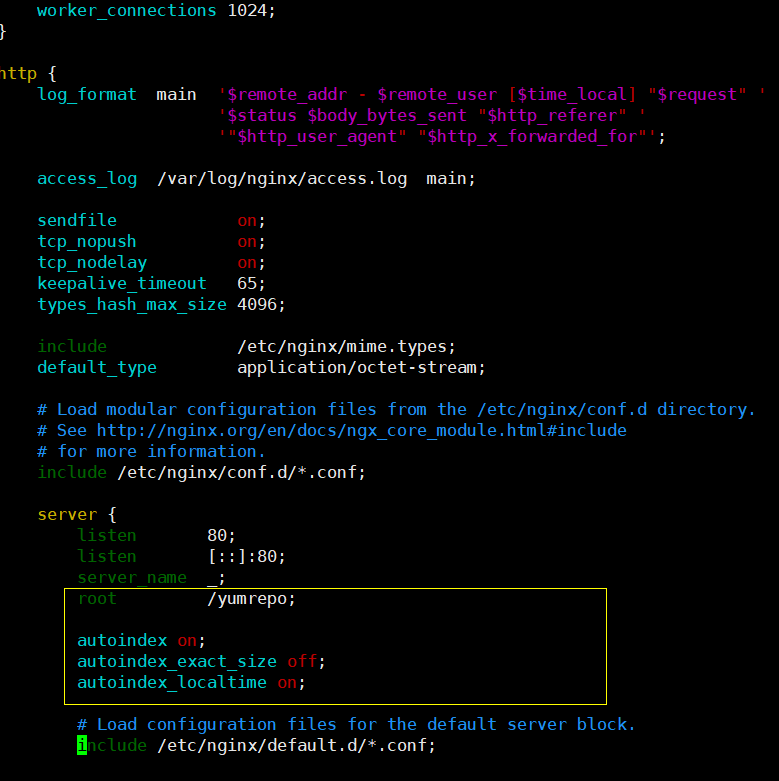 worker_connections 1024;
}

http {
    log_format  main  '$remote_addr - $remote_user [$time_local] "$request" '
                      '$status $body_bytes_sent "$http_referer" '
                      '"$http_user_agent" "$http_x_forwarded_for"';

    access_log  /var/log/nginx/access.log  main;

    sendfile            on;
    tcp_nopush          on;
    tcp_nodelay         on;
    keepalive_timeout   65;
    types_hash_max_size 4096;

    include             /etc/nginx/mime.types;
    default_type        application/octet-stream;

    # Load modular configuration files from the /etc/nginx/conf.d directory.
    # See http://nginx.org/en/docs/ngx_core_module.html#include
    # for more information.
    include /etc/nginx/conf.d/*.conf;

    server {
        listen       80;
        listen       [::]:80;
        server_name  _;
        root         /yumrepo;

        autoindex on;
        autoindex_exact_size off;
        autoindex_localtime on;

        # Load configuration files for the default server block.
        include /etc/nginx/default.d/*.conf;